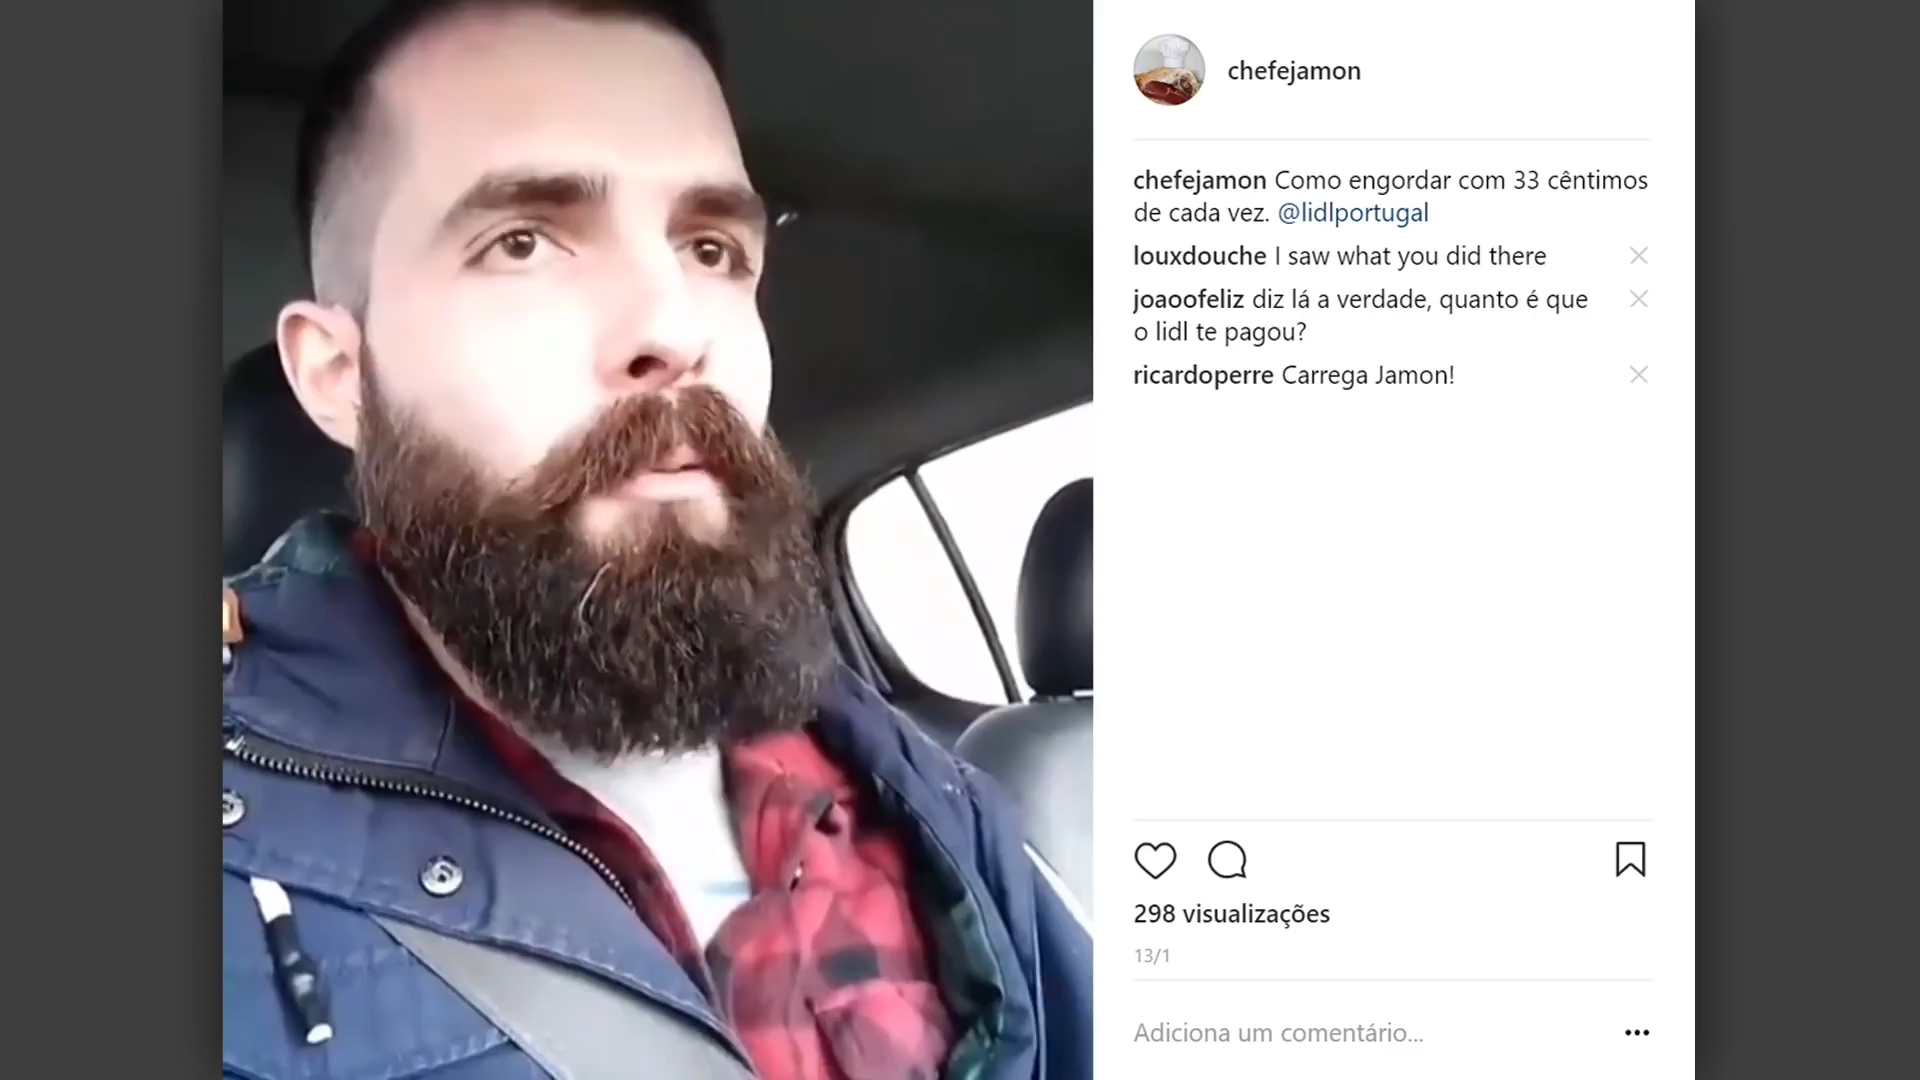 chefejamon
chefejamon Como engordar com 33 cêntimos
de cada vez. @lidlportugal
louxdouche I saw what you did there
joaoofeliz diz lá a verdade, quanto é que
o lidl te pagou?
ricardoperre Carrega Jamon!
298 visualizações
13/1
Adiciona um comentário...